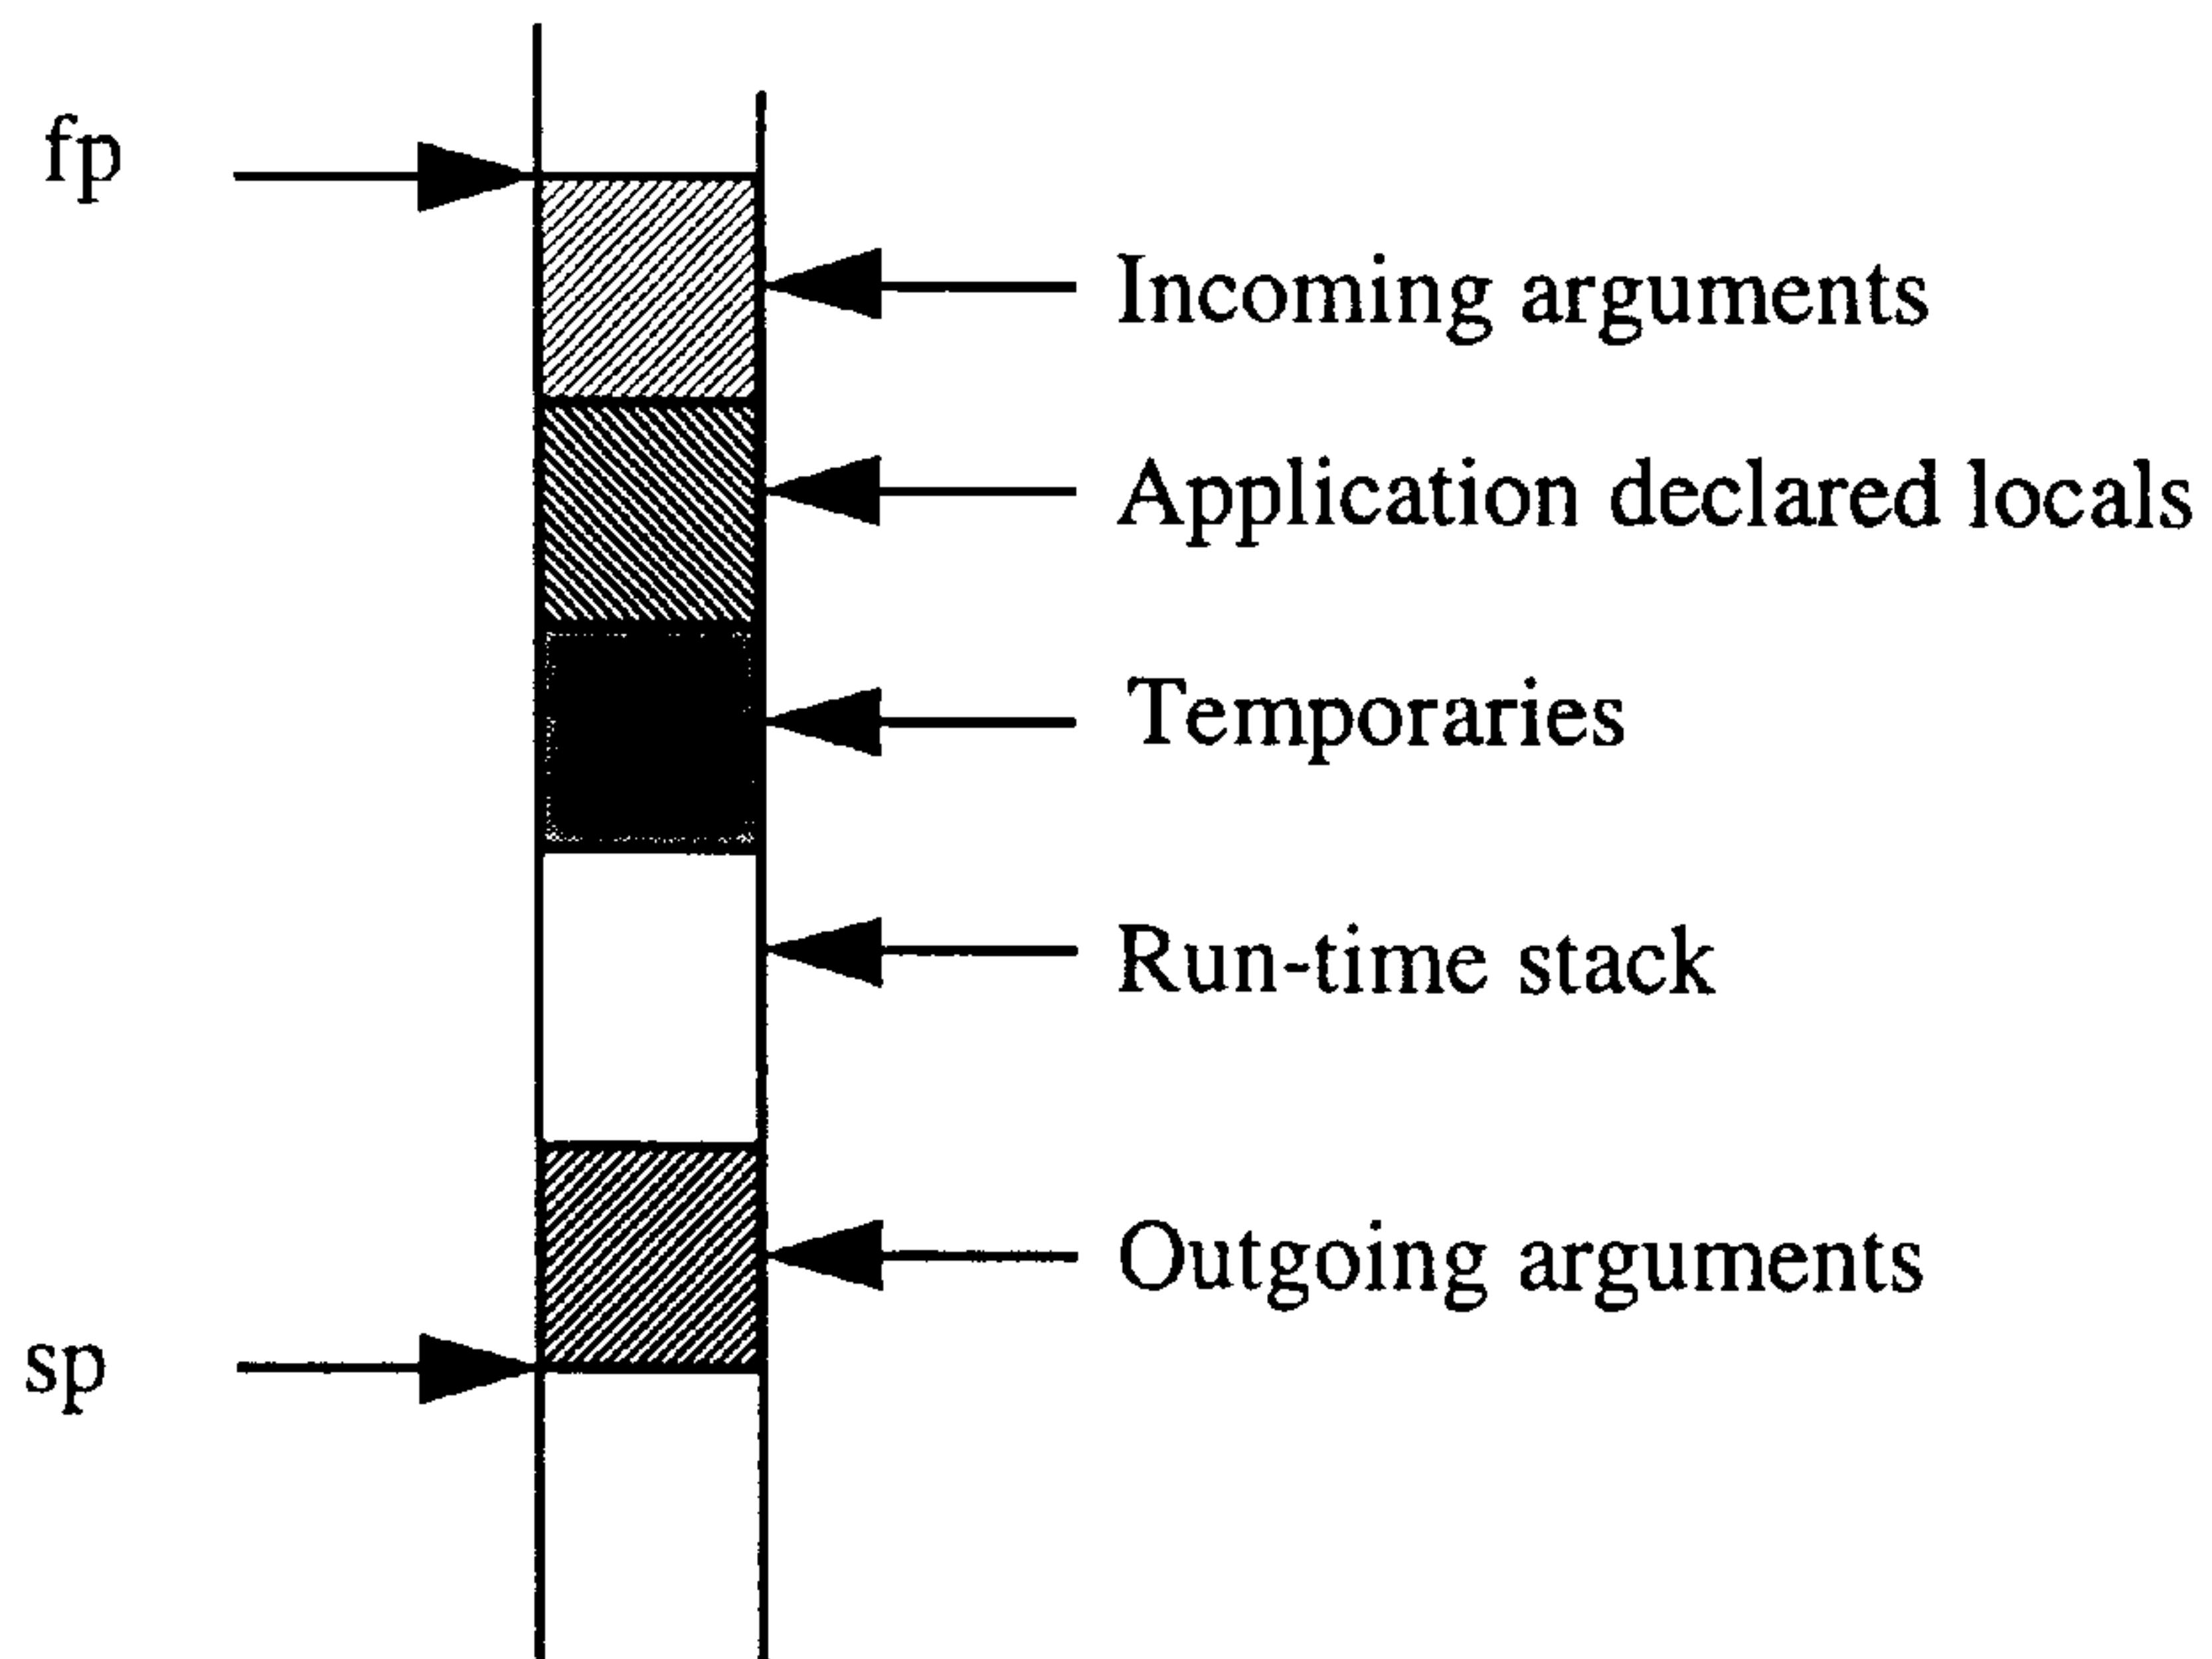 fp
Incoming arguments
Application declared locals
Temporaries
Run-time stack
Outgoing arguments
sp